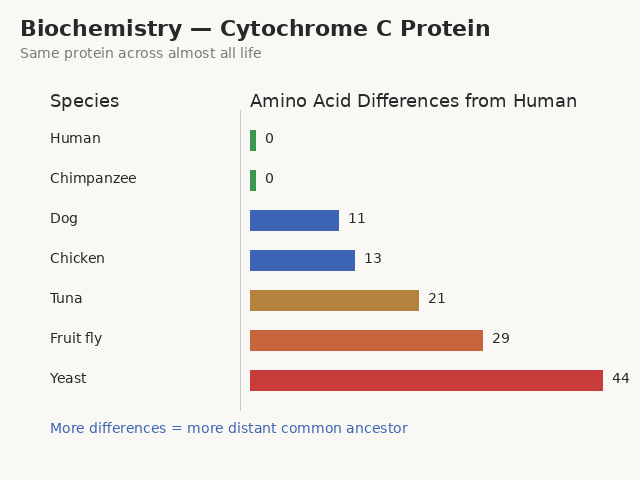 Biochemistry — Cytochrome C Protein
Same protein across almost all life
Species Amino Acid Differences from Human
Human 0
Chimpanzee 0
Dog 11
Chicken 13
Tuna 21
Fruit fly 29
Yeast 44
More differences = more distant common ancestor